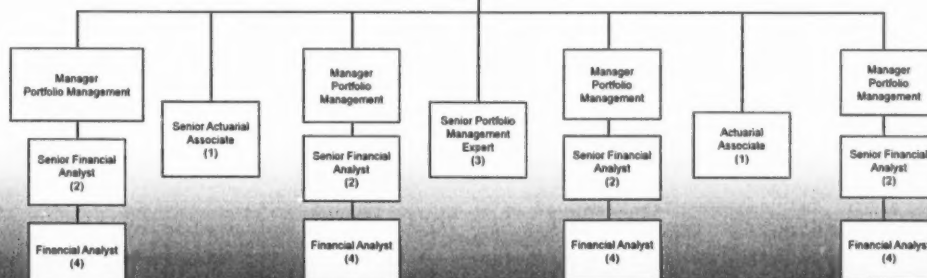 Manager
Portfolio Management
Senior Financial
Analyst
(2)
Financial Analyst
(4)
Senior Actuarial
Associate
(1)
Manager
Portfolio
Management
Senior Financial
Analyst
(2)
Financial Analyst
(4)
Senior Portfolio
Management
Expert
(3)
Manager
Portfolio
Management
Senior Financial
Analyst
(2)
Financial Analyst
(4)
Actuarial
Associate
(1)
Manager
Portfolio
Management
Senior Financial
Analyst
(2)
Financial Analyst
(4)